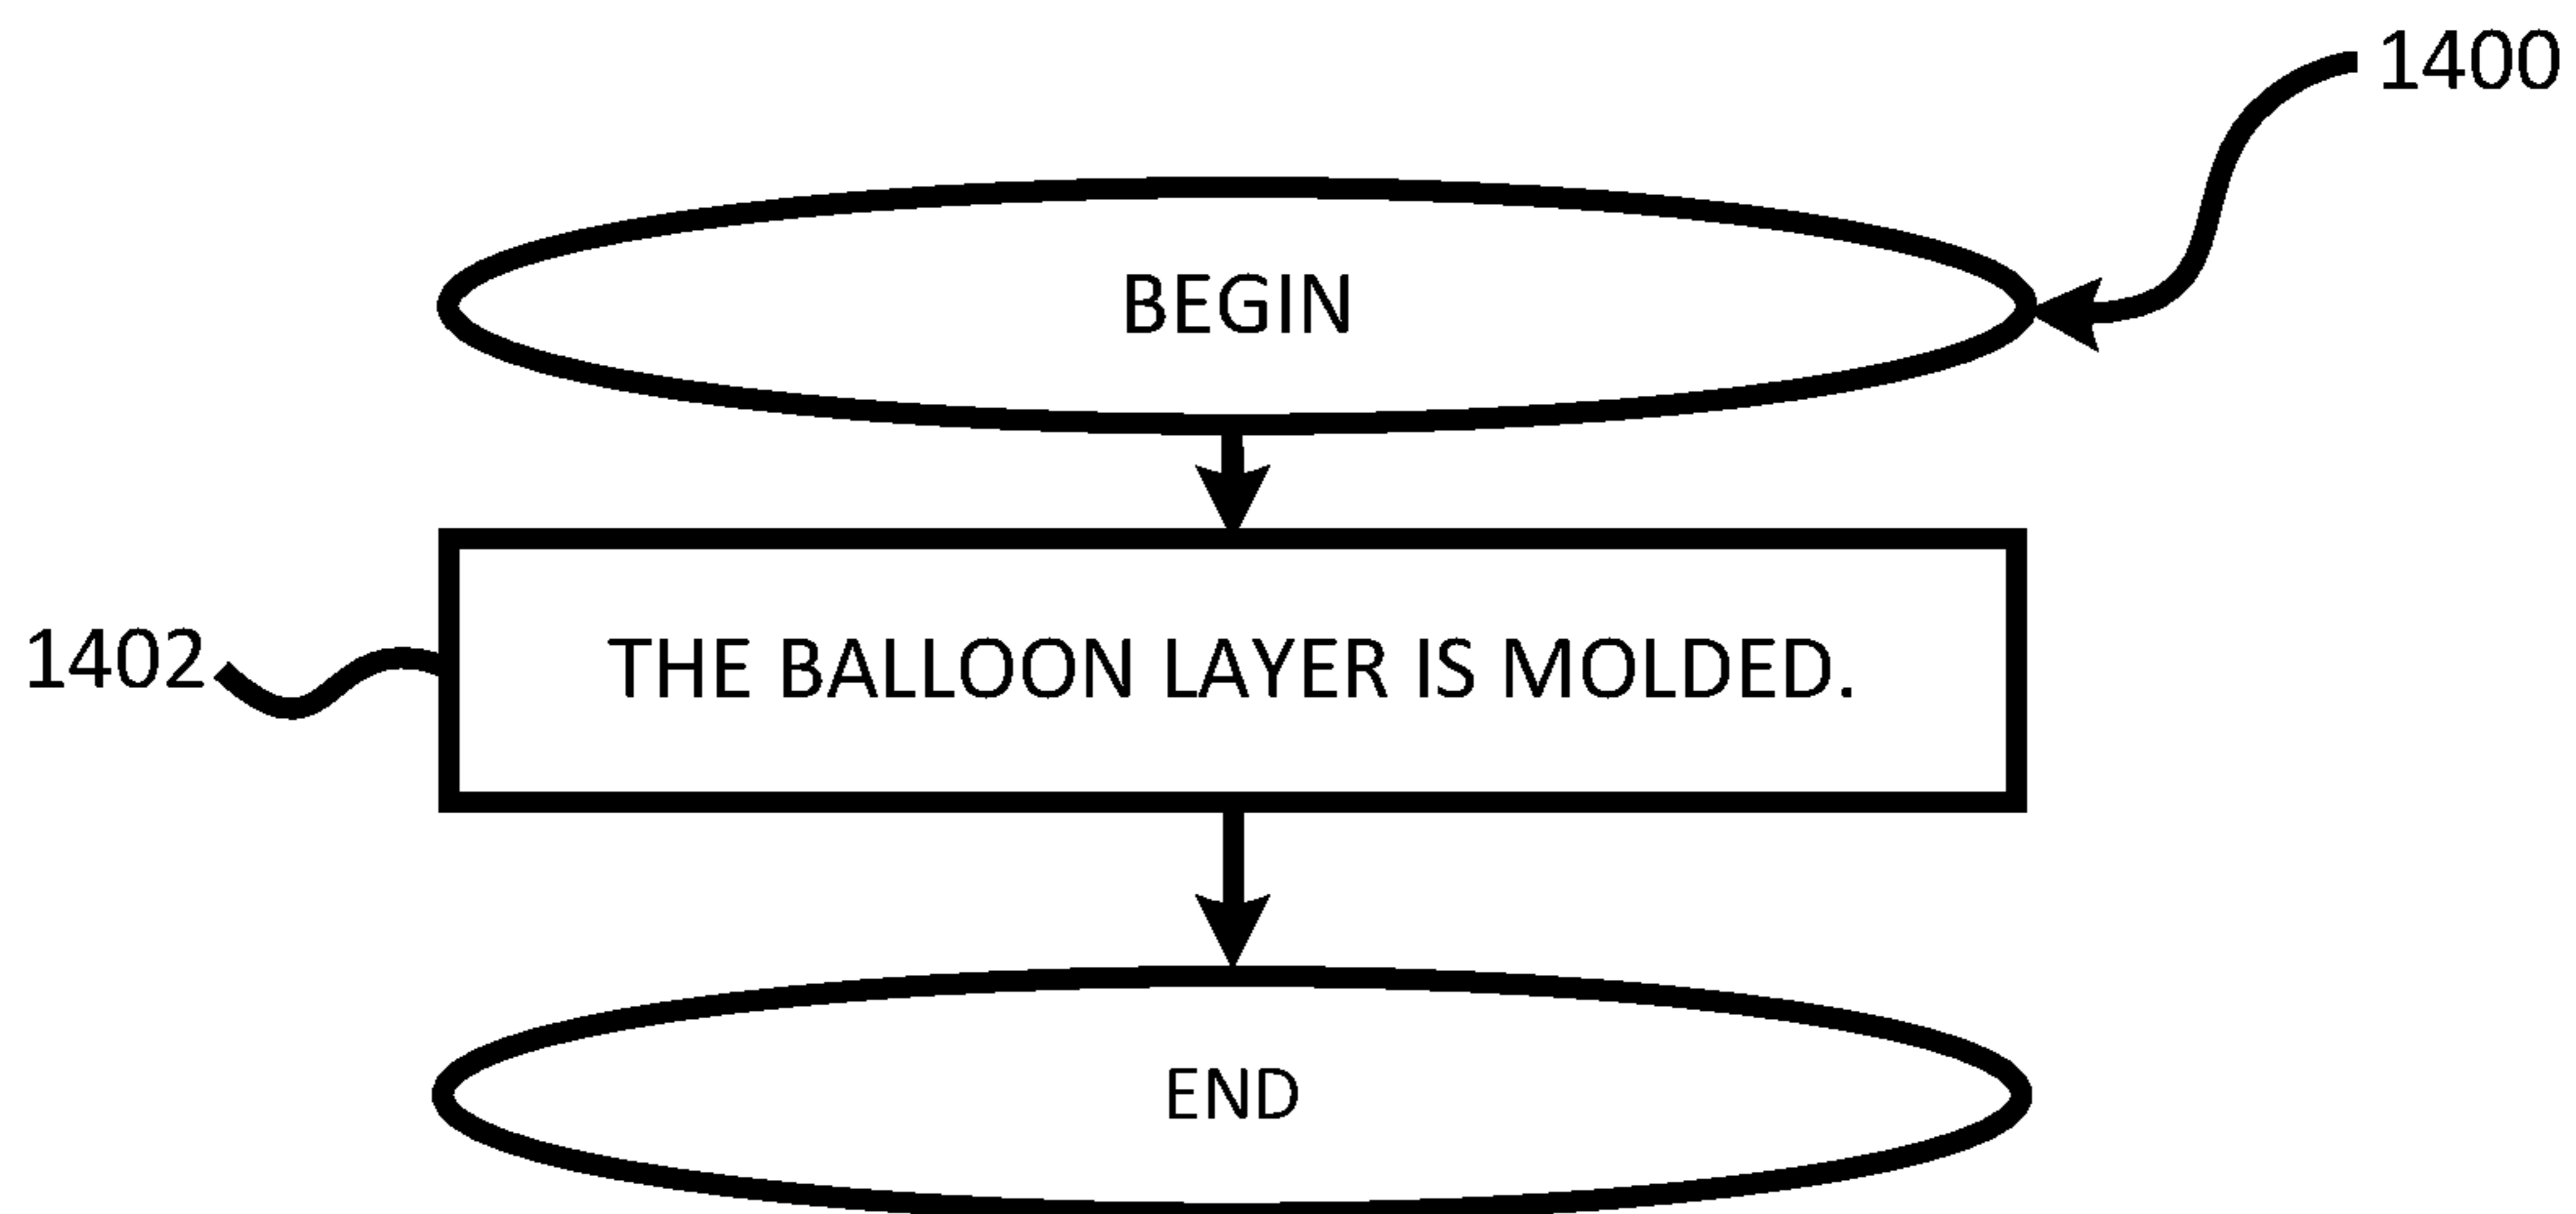 1400
BEGIN
1402
THE BALLOON LAYER IS MOLDED.
END